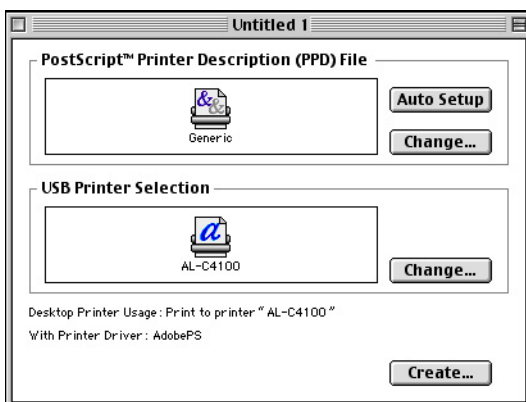 Untitled 1
PostScript™ Printer Description (PPD) File
Generic
Auto Setup
Change...
USB Printer Selection
AL-C4100
Change...
Desktop Printer Usage : Print to printer " AL-C4100 "
With Printer Driver : AdobePS
Create...